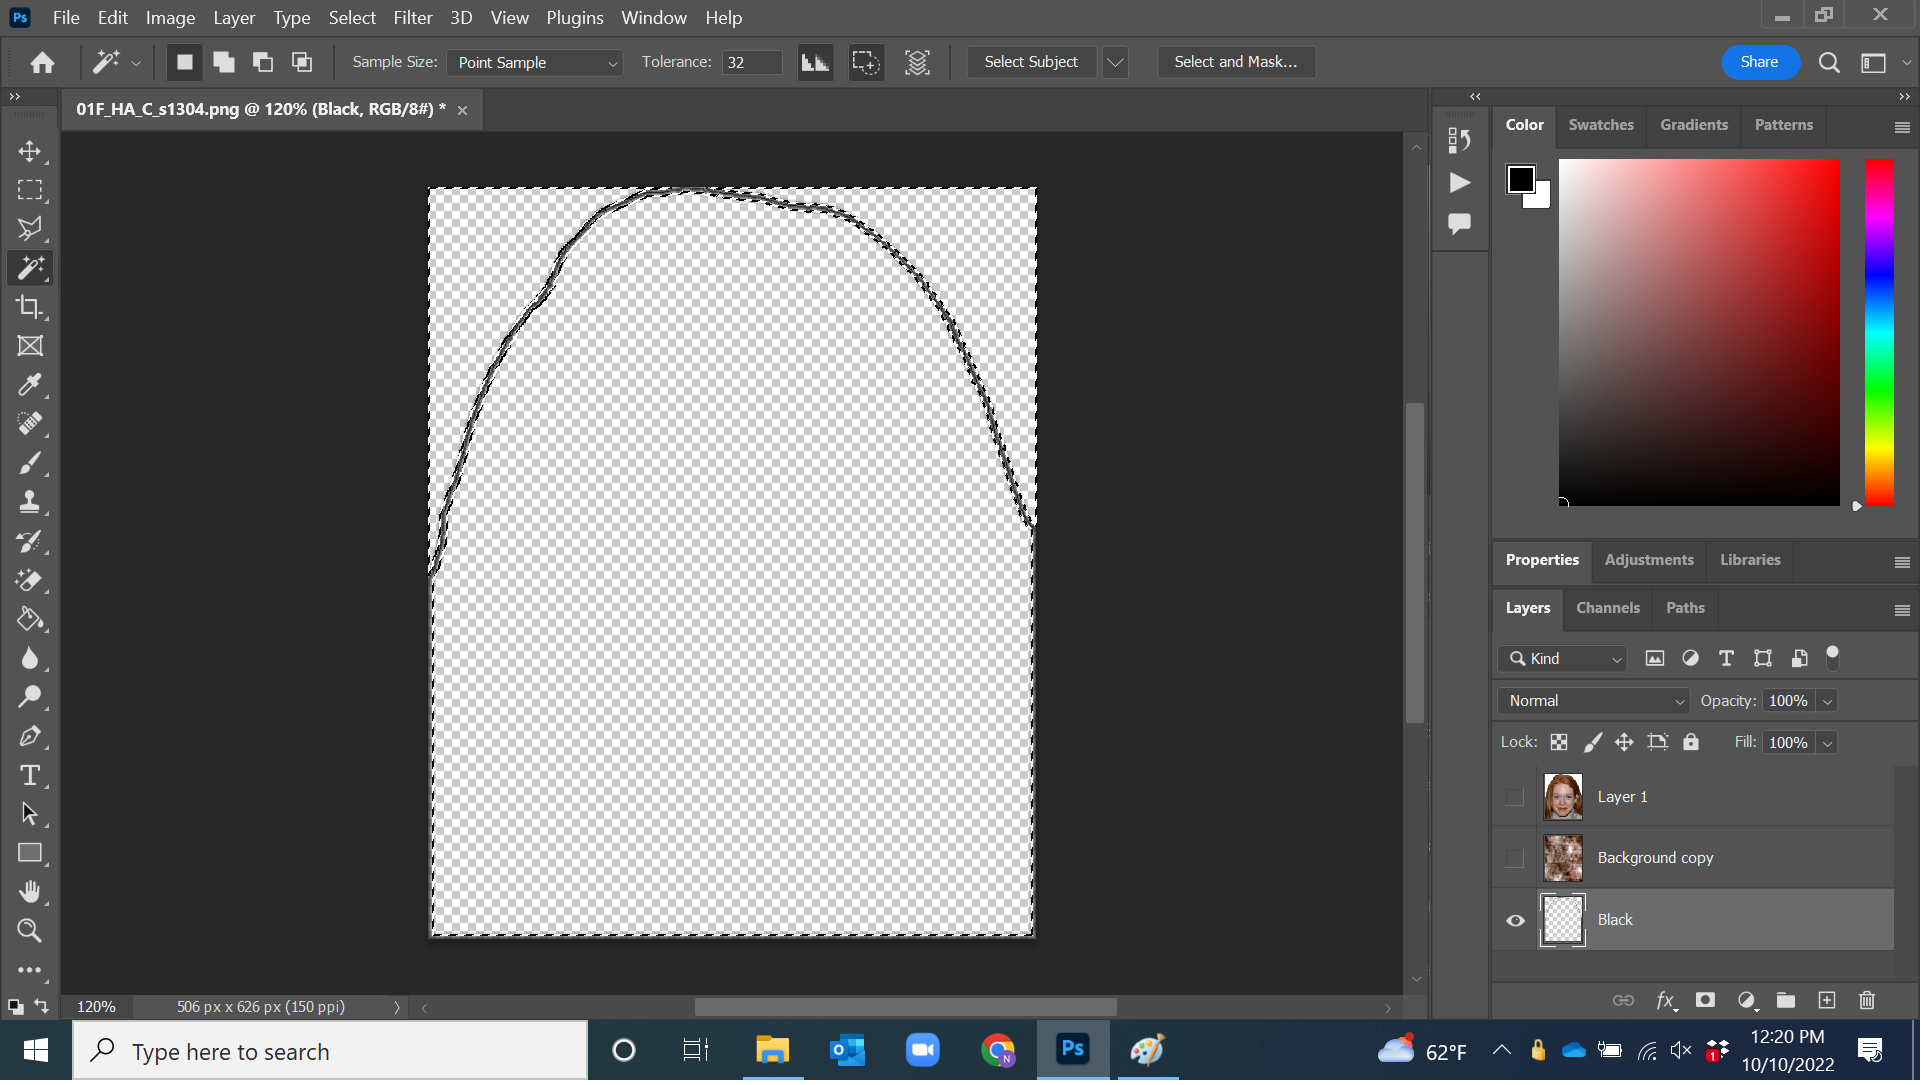 Ps File Edit Image Layer Type Select Filter 3D View Plugins Window Help
Sample Size: Point Sample Tolerance: 32 Select Subject Select and Mask... Share
01F_HA_C_s1304.png @ 120% (Black, RGB/8#) *
Color Swatches Gradients Patterns
Properties Adjustments Libraries
Layers Channels Paths
Kind
Normal Opacity: 100%
Lock: Fill: 100%
Layer 1
Background copy
Black
120% 506 px x 626 px (150 ppi)
Type here to search
N
Ps
62°F
1
12:20 PM
10/10/2022